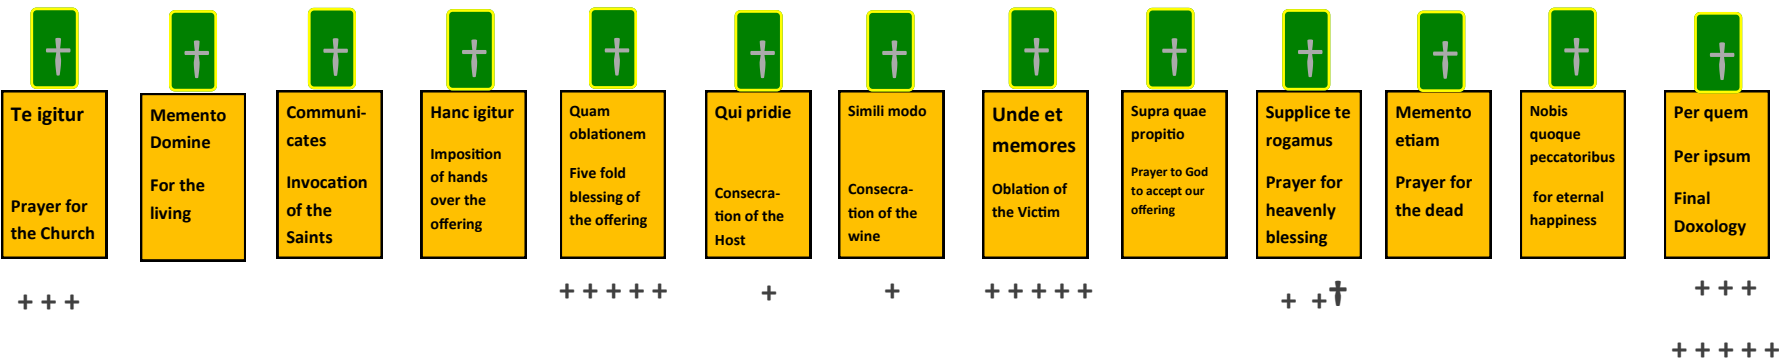 Te igitur
Prayer for
the Church
Memento
Domine
For the
living
Communi-
cates
Invocation
of the
Saints
Hanc igitur
Imposition
of hands
over the
offering
Quam
oblationem
Five fold
blessing of
the offering
Qui pridie
Consecra-
tion of the
Host
Simili modo
Consecra-
tion of the
wine
Unde et
memores
Oblation of
the Victim
Supra quae
propitio
Prayer to God
to accept our
offering
Supplice te
rogamus
Prayer for
heavenly
blessing
Memento
etiam
Prayer for
the dead
Nobis
quoque
peccatoribus
for eternal
happiness
Per quem
Per ipsum
Final
Doxology
+ + +
+ + + + +
+
+
+ + + + +
+ +
+ + +
+ + + + +